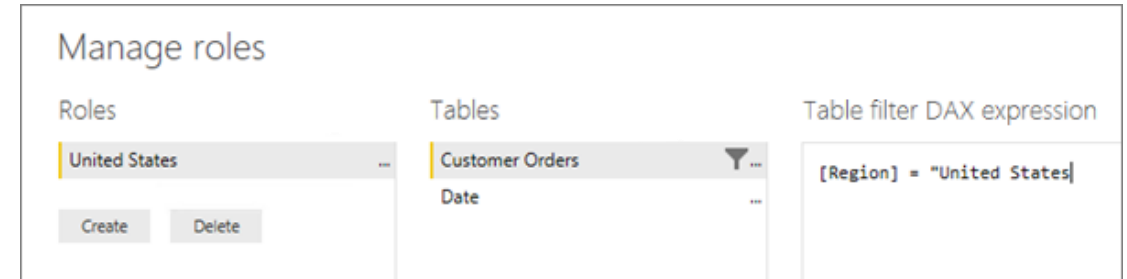 Manage roles
Roles
Tables
Table filter DAX expression
United States ...
Customer Orders ...
[Region] = "United States
Date ...
Create
Delete